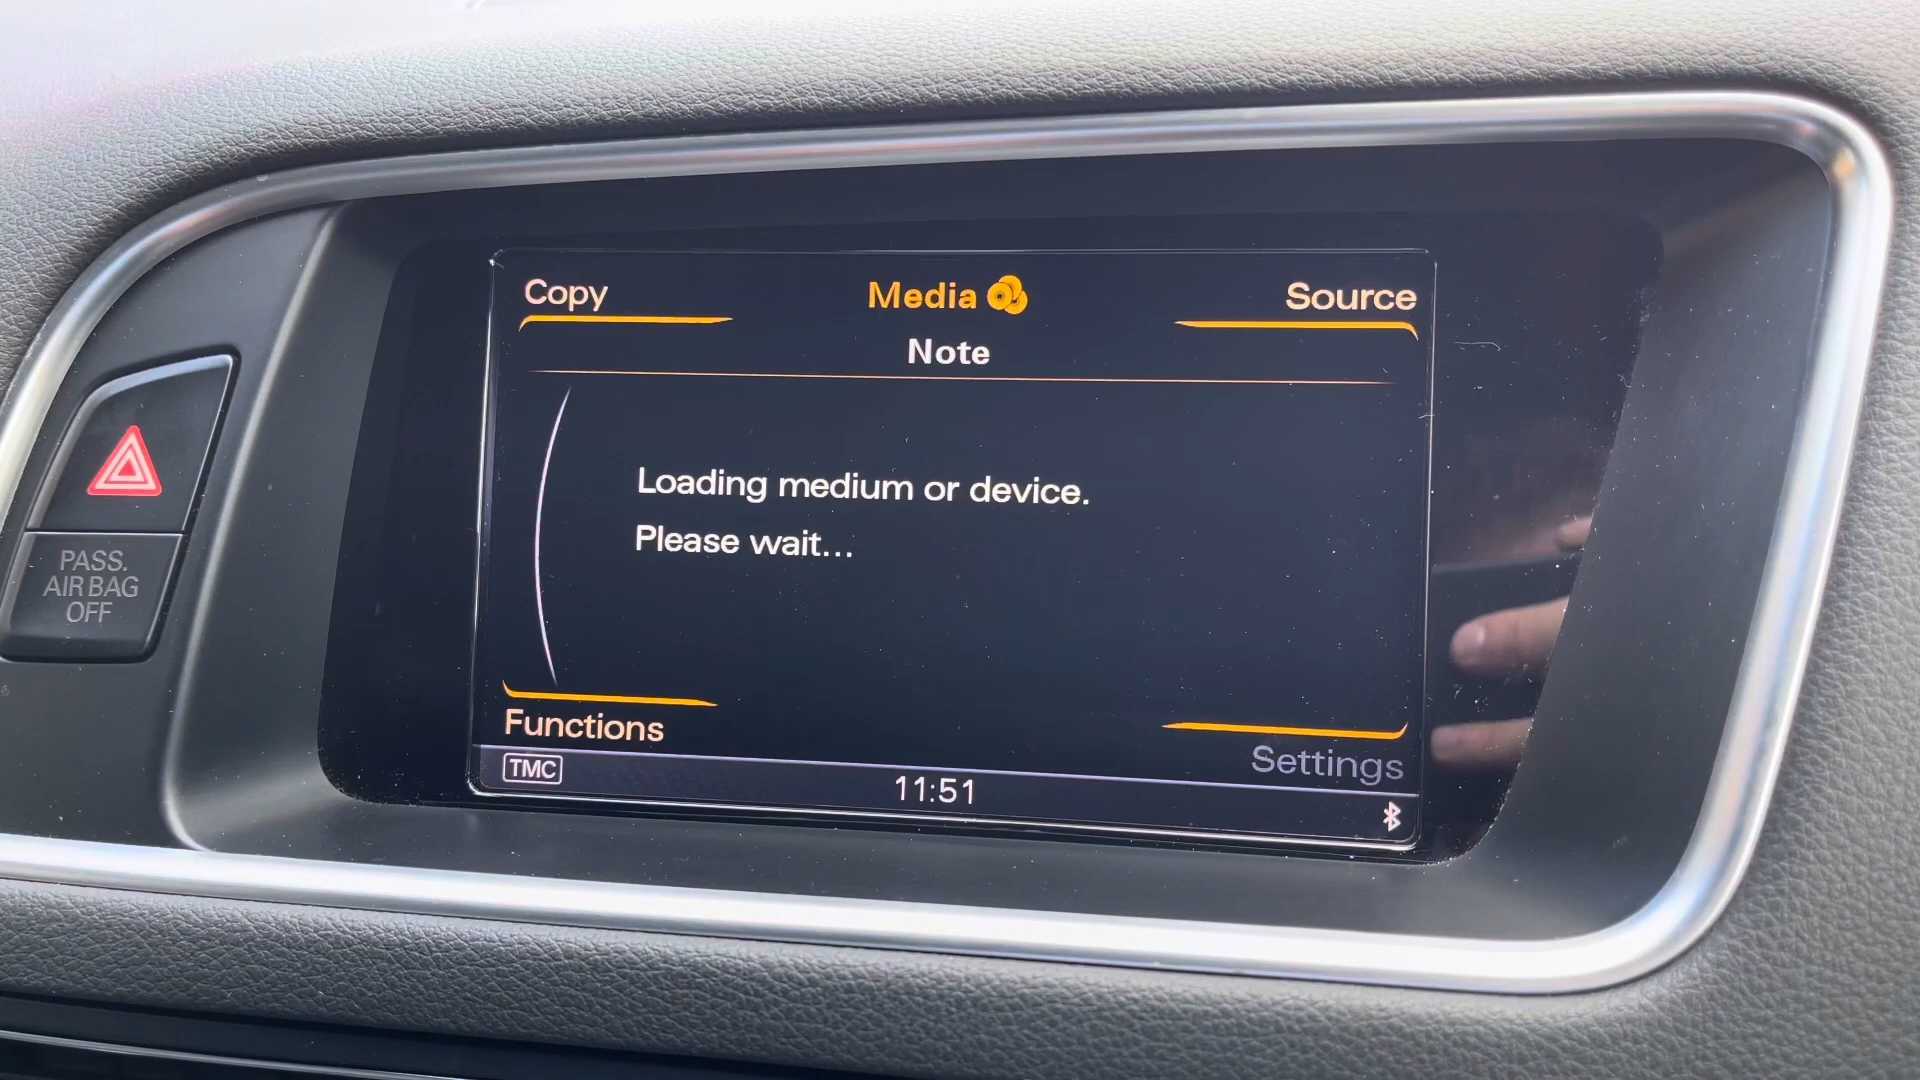 Copy
Media
Source
Note
Loading medium or device.
Please wait...
Functions
Settings
TMC
11:51
PASS.
AIR BAG
OFF